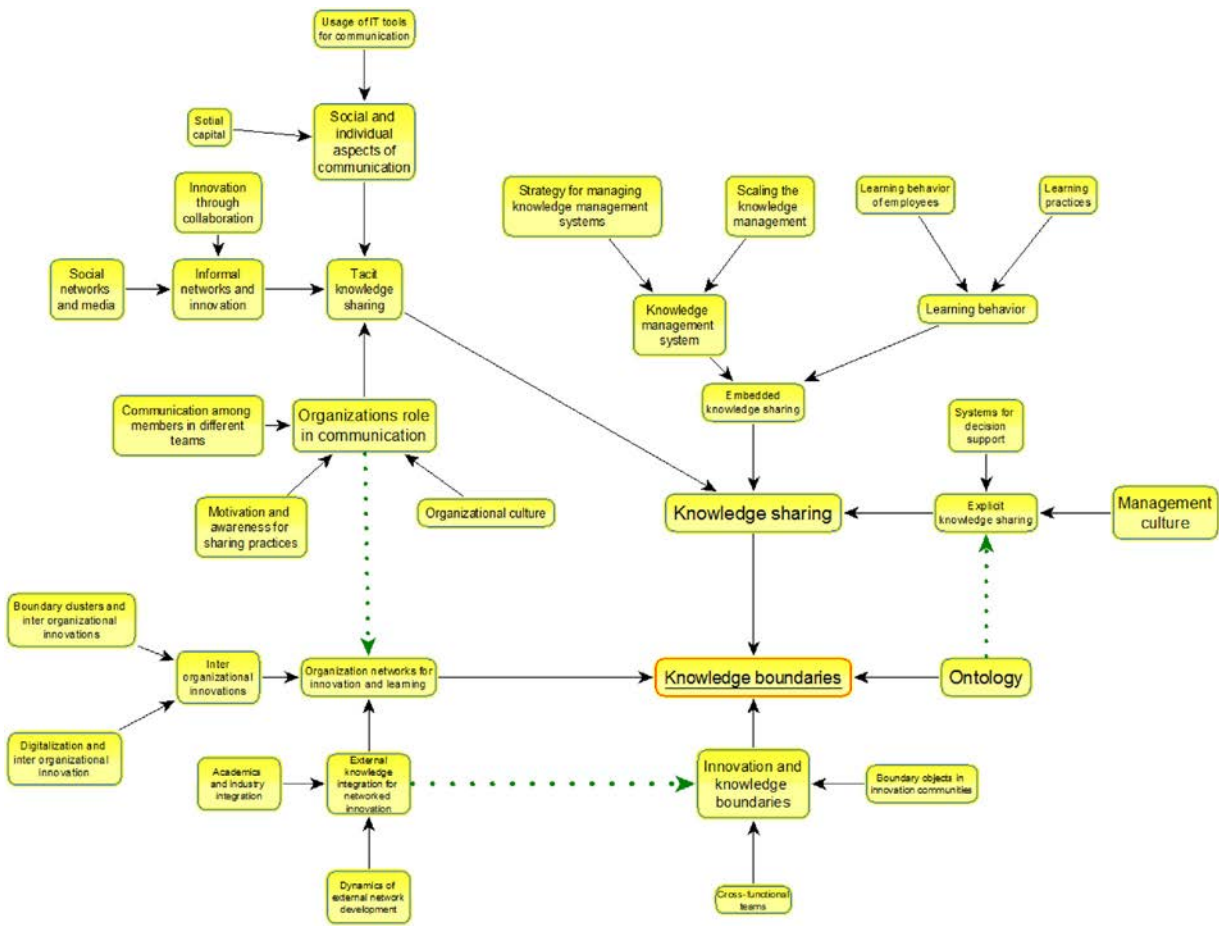 Usage of IT tools
for communication
Sotial
capital
Social and
individual
aspects of
communication
Innovation
through
collaboration
Strategy for managing
knowledge management
systems
Scaling the
knowledge
management
Learning behavior
of employees
Learning
practices
Social
networks
and media
Informal
networks and
innovation
Tacit
knowledge
sharing
Knowledge
management
system
Learning behavior
Embedded
knowledge sharing
Communication among
members in different
teams
Organizations role
in communication
Systems for
decision
support
Motivation and
awareness for
sharing practices
Organizational culture
Knowledge sharing
Explicit
knowledge sharing
Management
culture
Boundary clusters and
inter organizational
innovations
Inter
organizational
innovations
Organization networks for
innovation and learning
Knowledge boundaries
Ontology
Digitalization and
inter organizational
innovation
Academics
and industry
integration
External
knowledge
integration for
networked
innovation
Innovation and
knowledge
boundaries
Boundary objects in
innovation communities
Dynamics of
external network
development
Cross-functional
teams